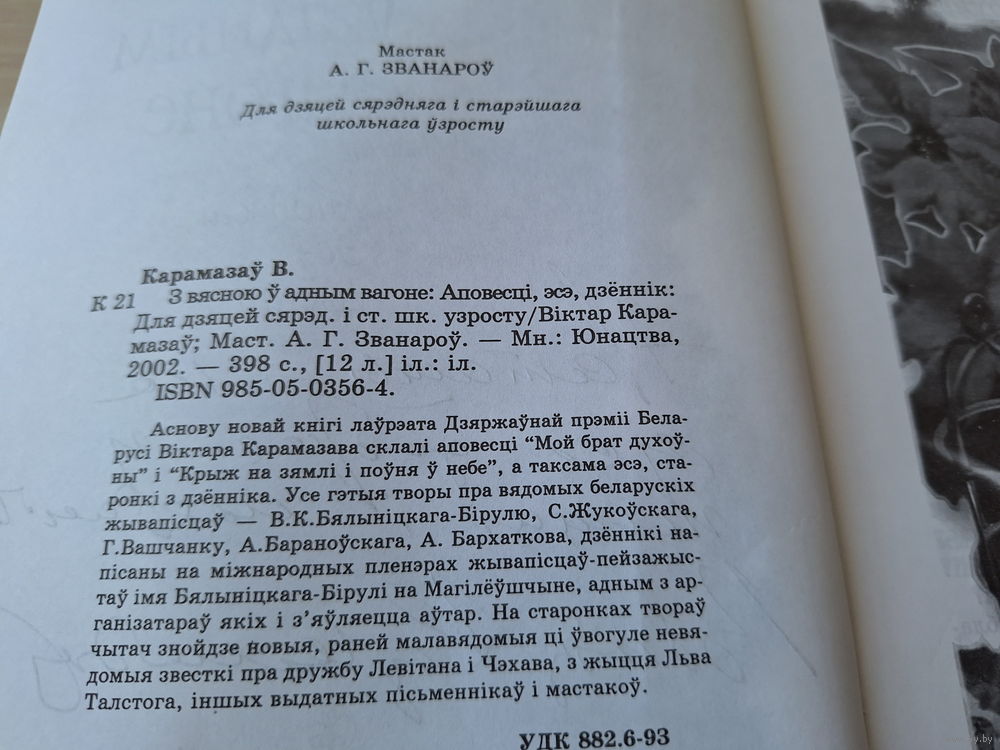 Мастак
А. Г. ЗВАНАРОЎ
Для дзяцей сярэдняга і старэйшага
школьнага ўзросту
Карамазаў В.
К 21 З вясною ў адным вагоне: Аповесці, эсэ, дзённік:
Для дзяцей сярэд. і ст. шк. узросту/Віктар Кара-
мазаў; Маст. А. Г. Званароў. — Мн.: Юнацтва,
2002. — 398 с., [12 л.] іл.: іл.
ISBN 985-05-0356-4.
Аснову новай кнігі лаўрэата Дзяржаўнай прэміі Бела-
русі Віктара Карамазава склалі аповесці “Мой брат духоў-
ны” і “Крыж на зямлі і поўня ў небе”, а таксама эсэ, ста-
ронкі з дзённіка. Усе гэтыя творы пра вядомых беларускіх
жывапісцаў — В.К.Бялыніцкага-Бірулю, С.Жукоўскага,
Г.Вашчанку, А.Бараноўскага, А. Бархаткова, дзённікі на-
пісаны на міжнародных пленэрах жывапісцаў-пейзажыс-
таў імя Бялыніцкага-Бірулі на Магілёўшчыне, адным з ар-
ганізатараў якіх і з’яўляецца аўтар. На старонках твораў
чытач знойдзе новыя, раней малавядомыя ці ўвогуле невя-
домыя звесткі пра дружбу Левітана і Чэхава, з жыцця Льва
Талстога, іншых выдатных пісьменнікаў і мастакоў.
УДК 882.6-93